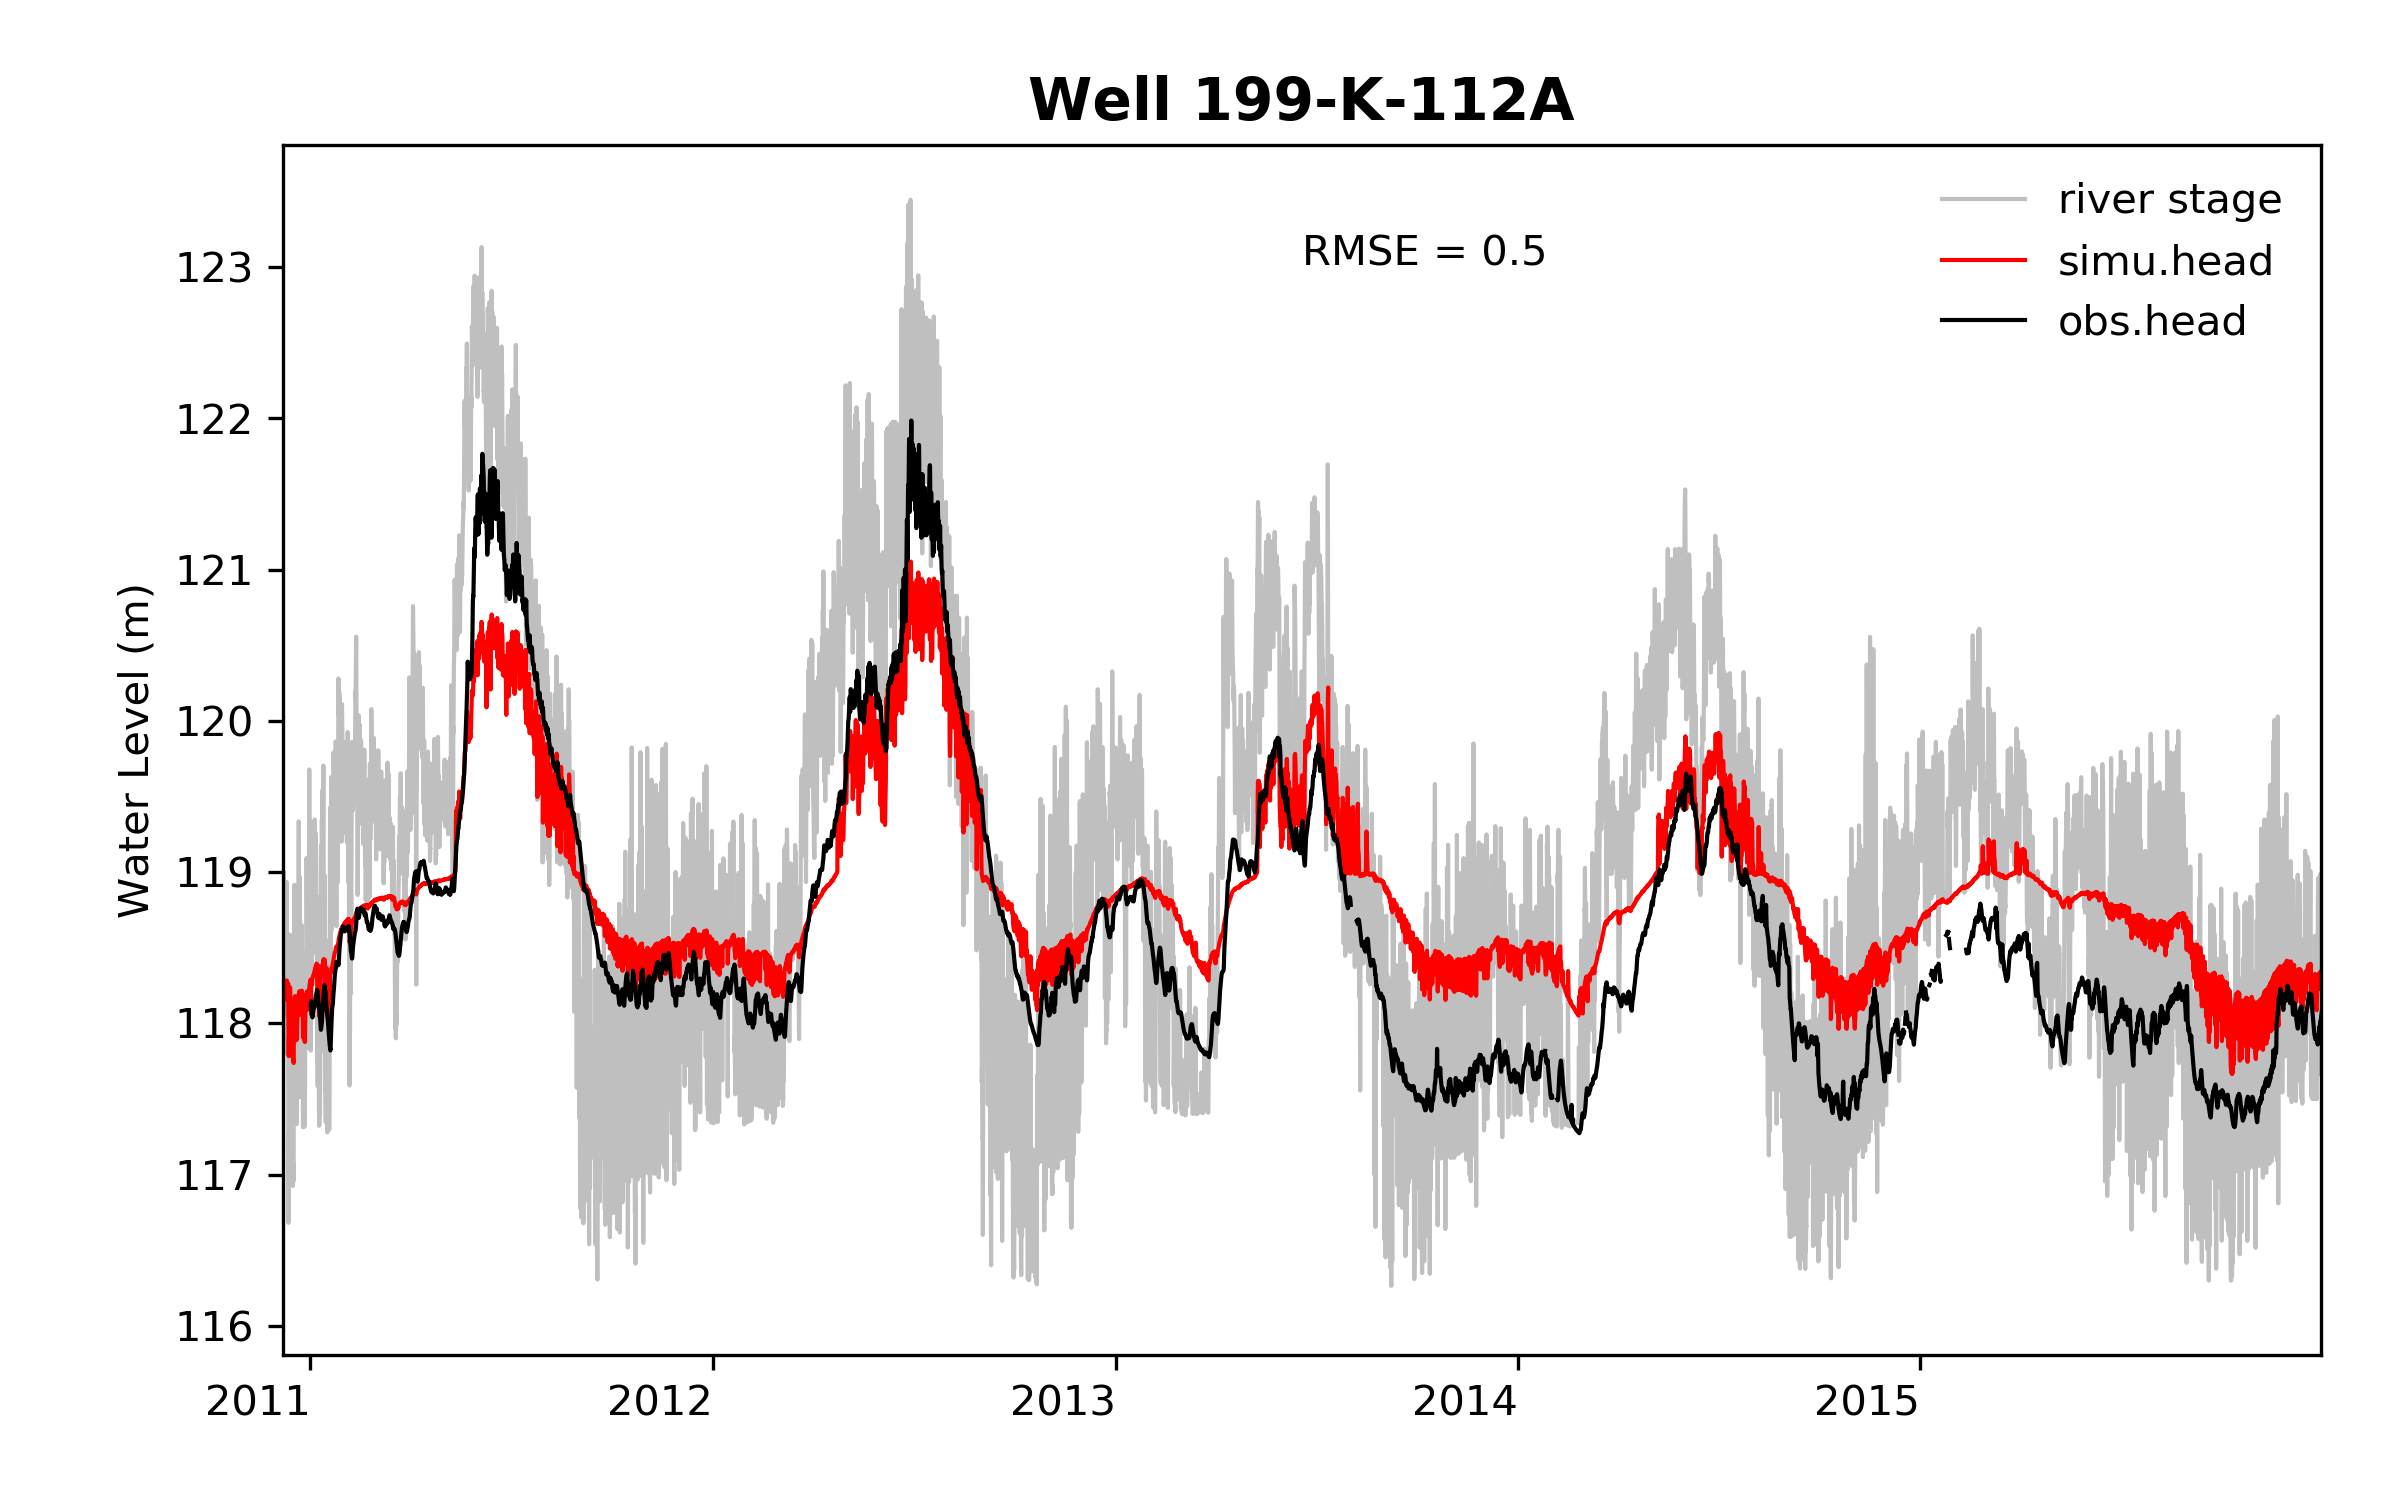 Well 199-K-112A
RMSE = 0.5
river stage
simu.head
obs.head
Water Level (m)
123
122
121
120
119
118
117
116
2011 2012 2013 2014 2015